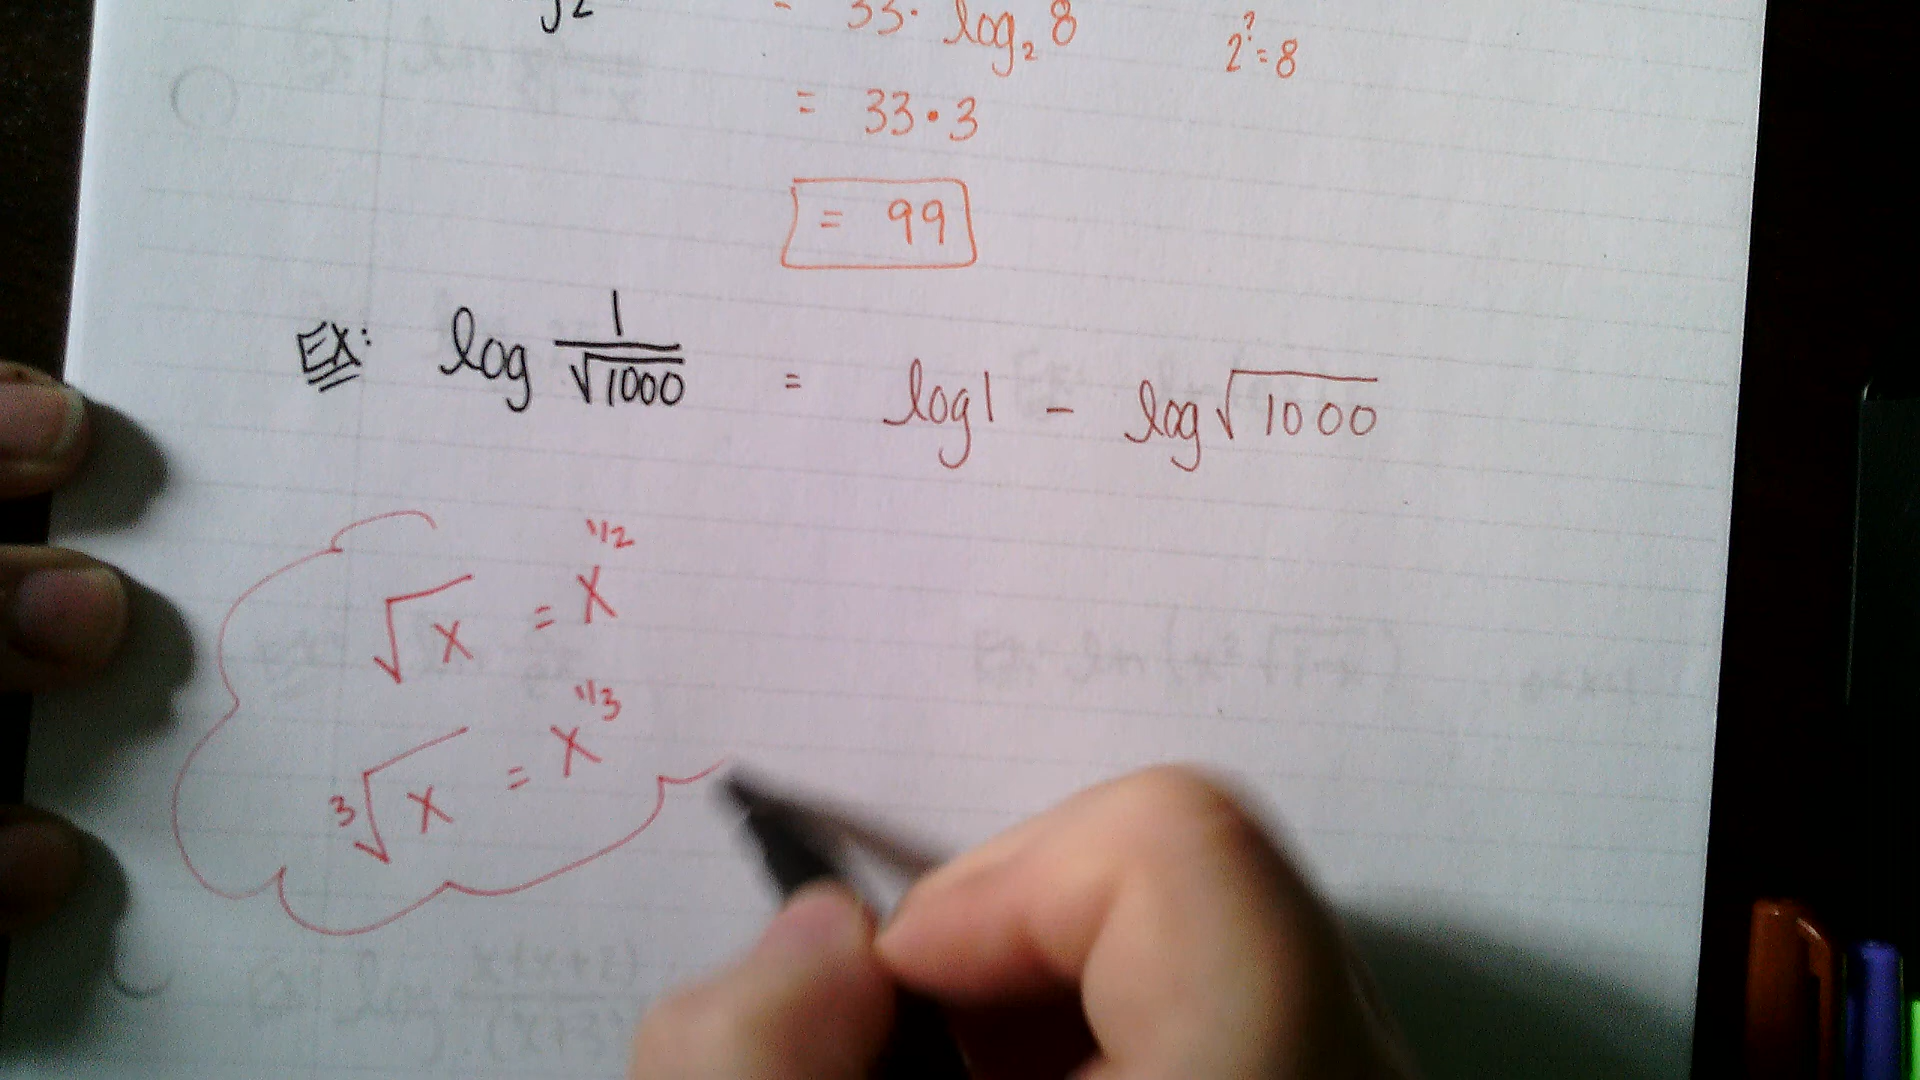 = 33 · log₂ 8 2^? = 8
= 33 · 3
= 99
Ex: log 1/√1000 = log 1 - log √1000
√x = x^1/2
³√x = x^1/3